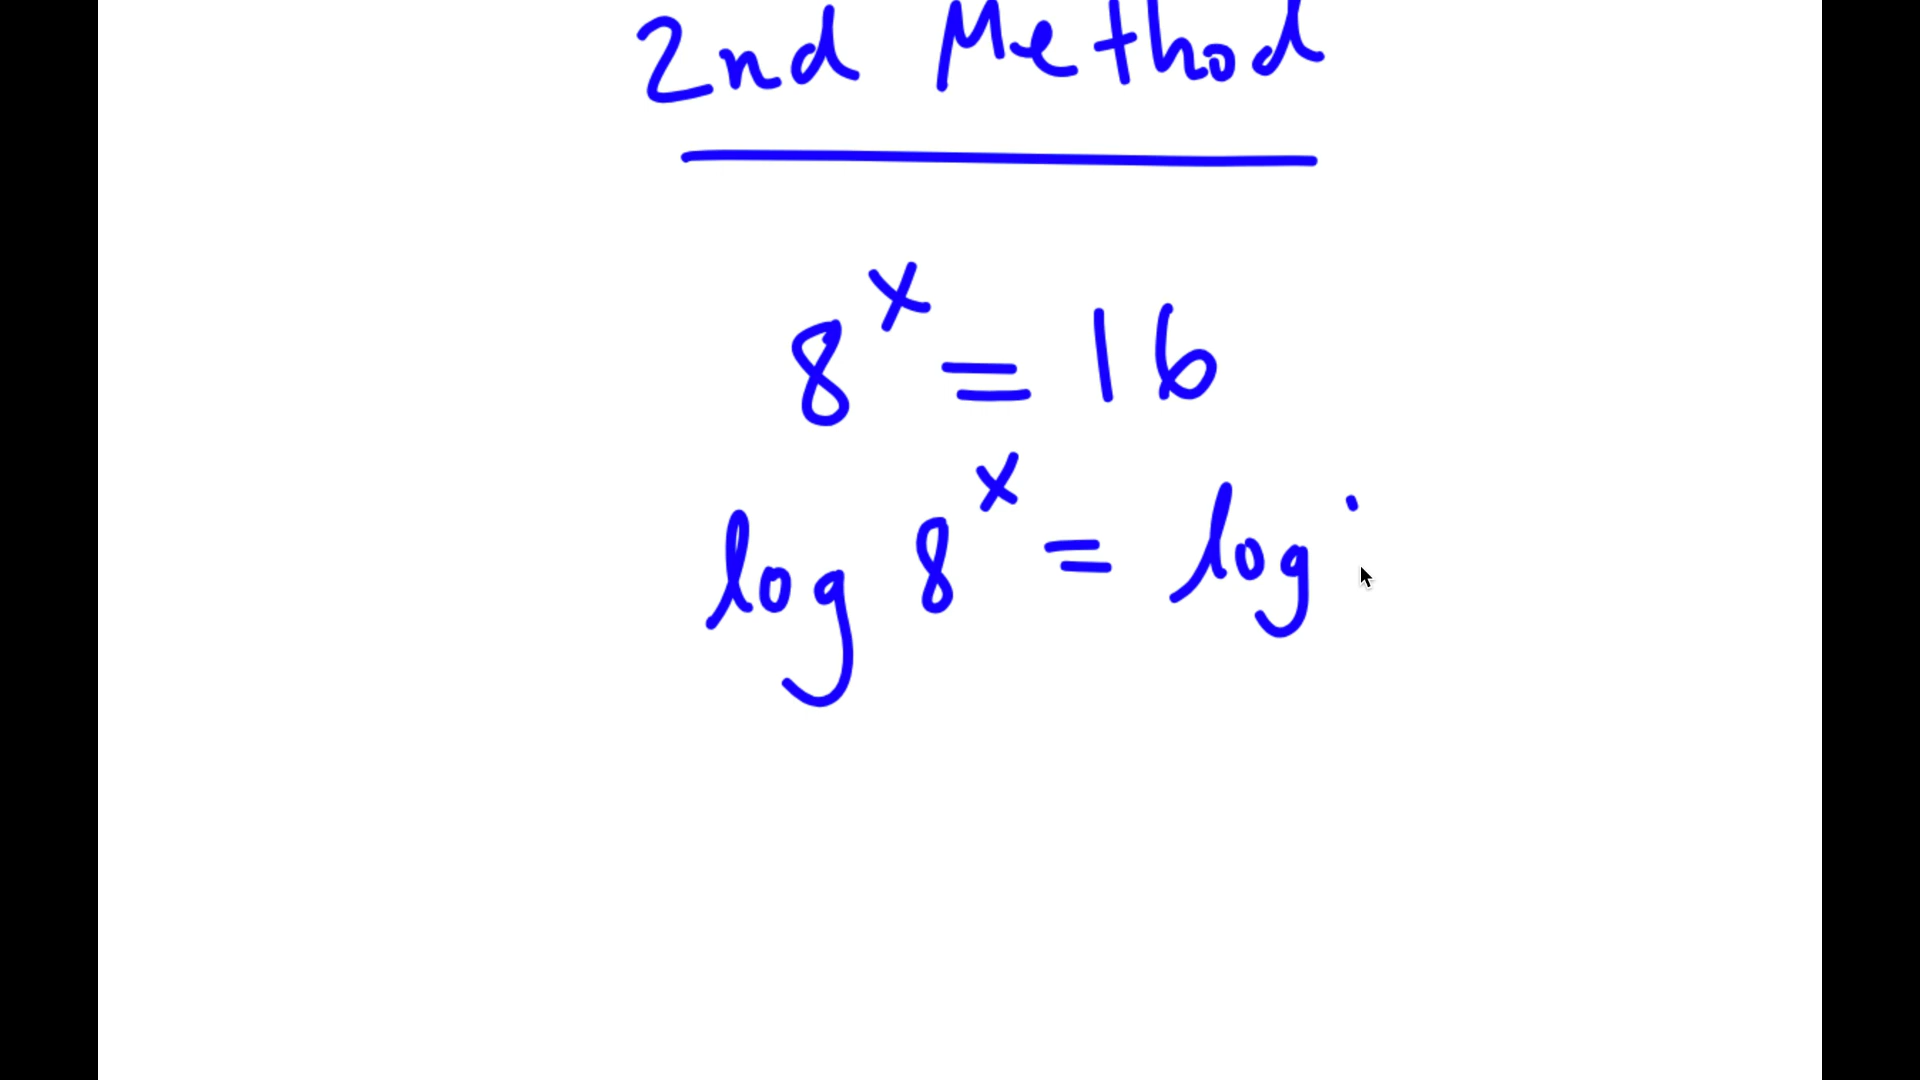 2nd Method
8^x = 16
log 8^x = log